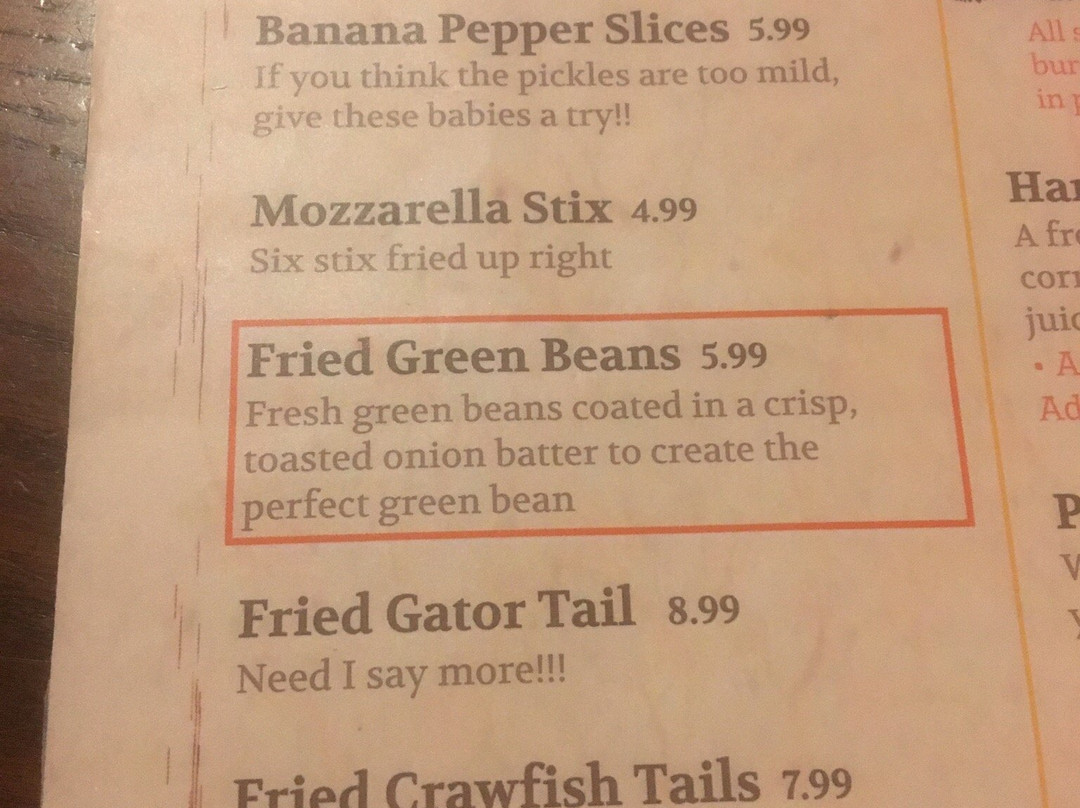 Banana Pepper Slices 5.99
If you think the pickles are too mild,
give these babies a try!!
Mozzarella Stix 4.99
Six stix fried up right
Fried Green Beans 5.99
Fresh green beans coated in a crisp,
toasted onion batter to create the
perfect green bean
Fried Gator Tail 8.99
Need I say more!!!
Fried Crawfish Tails 7.99
All
in
A